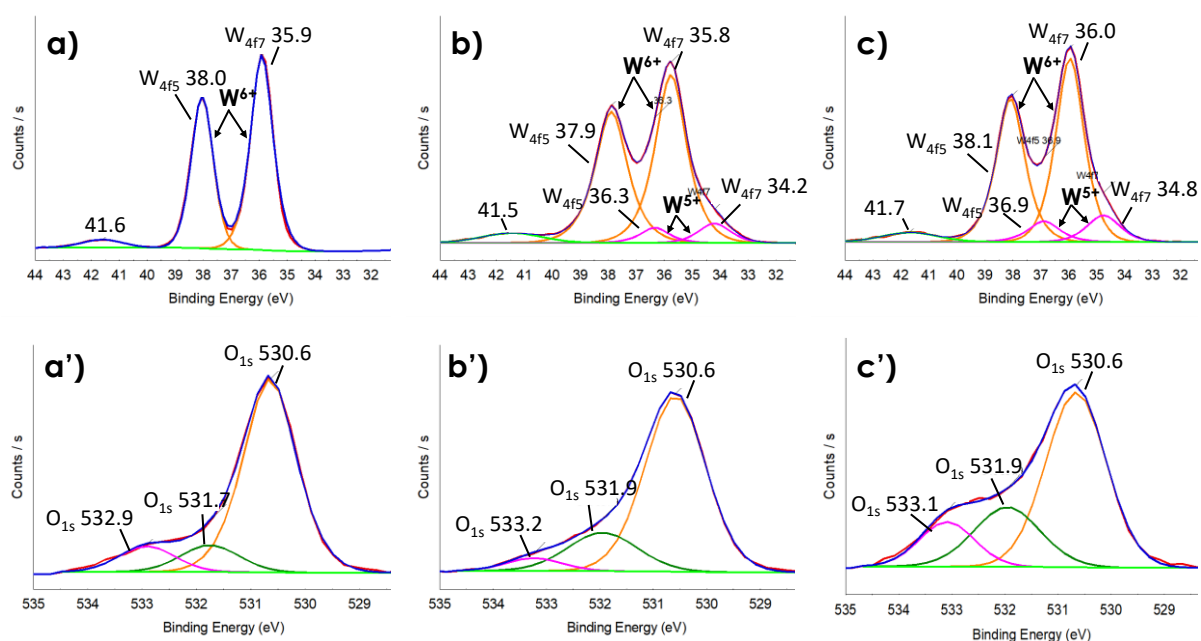 a)
W4f7 35.9
W4f5 38.0
W6+
41.6
Counts / s
44 43 41 40 39 38 37 36 35 34 32
Binding Energy (eV)
b)
W4f7 35.8
W6+
W4f5 37.9
W4f5 36.3
W5+
W4f7
W4f7 34.2
41.5
Counts / s
44 43 41 40 39 38 37 36 35 34 32
Binding Energy (eV)
c)
W4f7 36.0
W6+
W4f5 38.1
W4f5 36.9
W4f7
W5+
W4f7 34.8
W4f5 36.9
41.7
Counts / s
44 43 41 40 39 38 37 36 35 34 32
Binding Energy (eV)
a')
O1s 530.6
O1s 531.7
O1s 532.9
Counts / s
535 534 533 532 531 530 529
Binding Energy (eV)
b')
O1s 530.6
O1s 531.9
O1s 533.2
Counts / s
535 534 533 532 531 530 529
Binding Energy (eV)
c')
O1s 530.6
O1s 531.9
O1s 533.1
Counts / s
535 534 533 532 531 530 529
Binding Energy (eV)